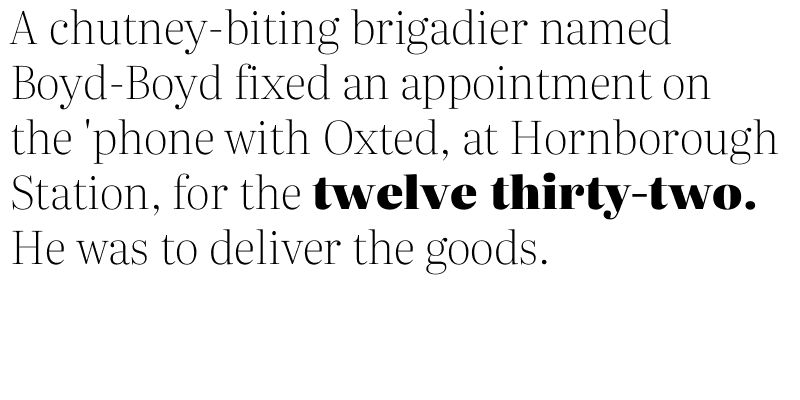 A chutney-biting brigadier named
Boyd-Boyd fixed an appointment on
the 'phone with Oxted, at Hornborough
Station, for the twelve thirty-two.
He was to deliver the goods.